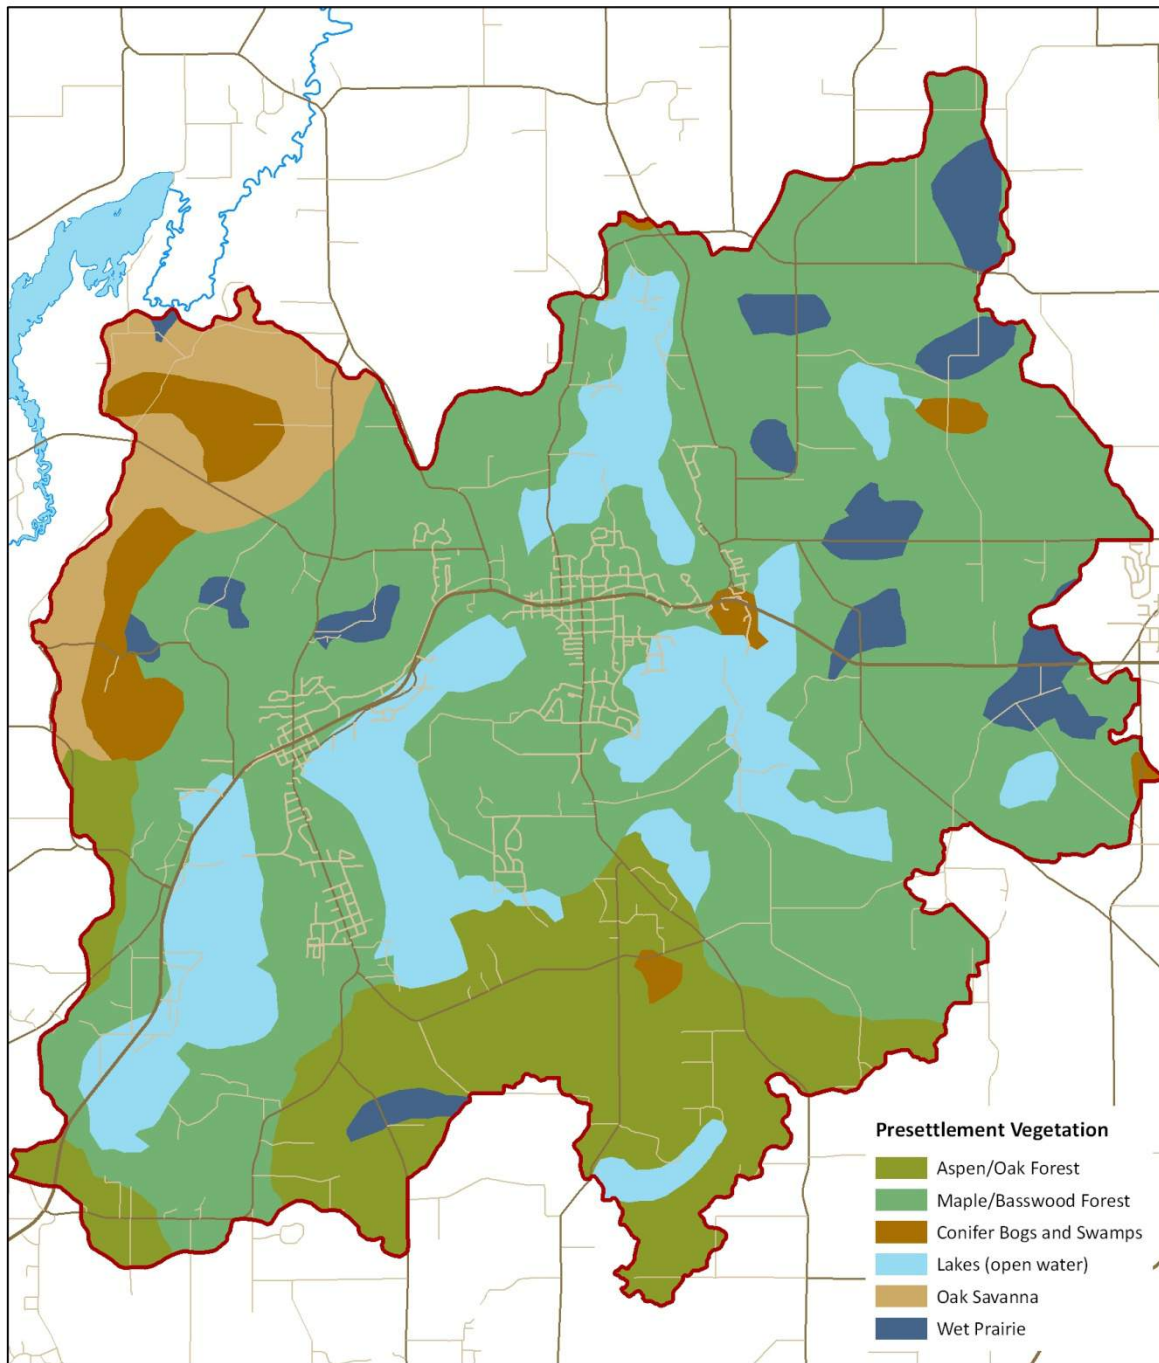 Presettlement Vegetation
Aspen/Oak Forest
Maple/Basswood Forest
Conifer Bogs and Swamps
Lakes (open water)
Oak Savanna
Wet Prairie